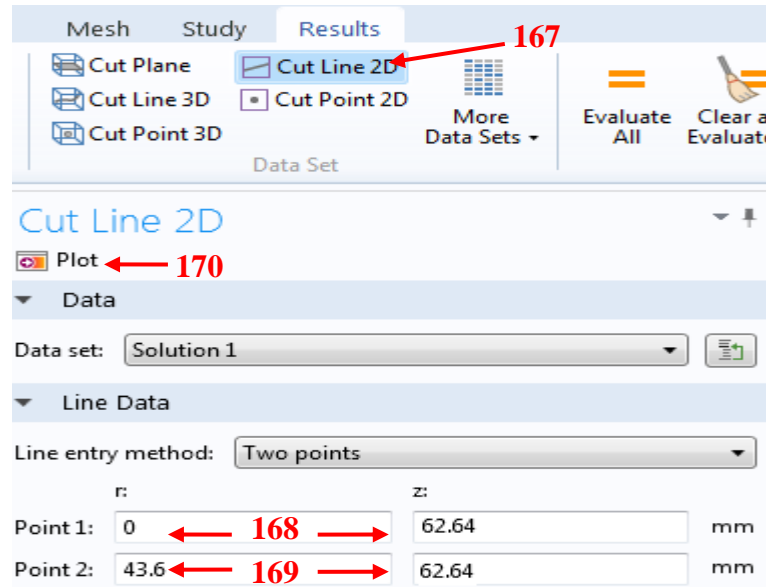 Mesh Study Results
167
Cut Plane Cut Line 2D
Cut Line 3D Cut Point 2D
Cut Point 3D
More
Data Sets
Evaluate
All
Clear a
Evaluate
Data Set
Cut Line 2D
Plot 170
Data
Data set: Solution 1
Line Data
Line entry method: Two points
r: z:
Point 1: 0 168 62.64 mm
Point 2: 43.6 169 62.64 mm